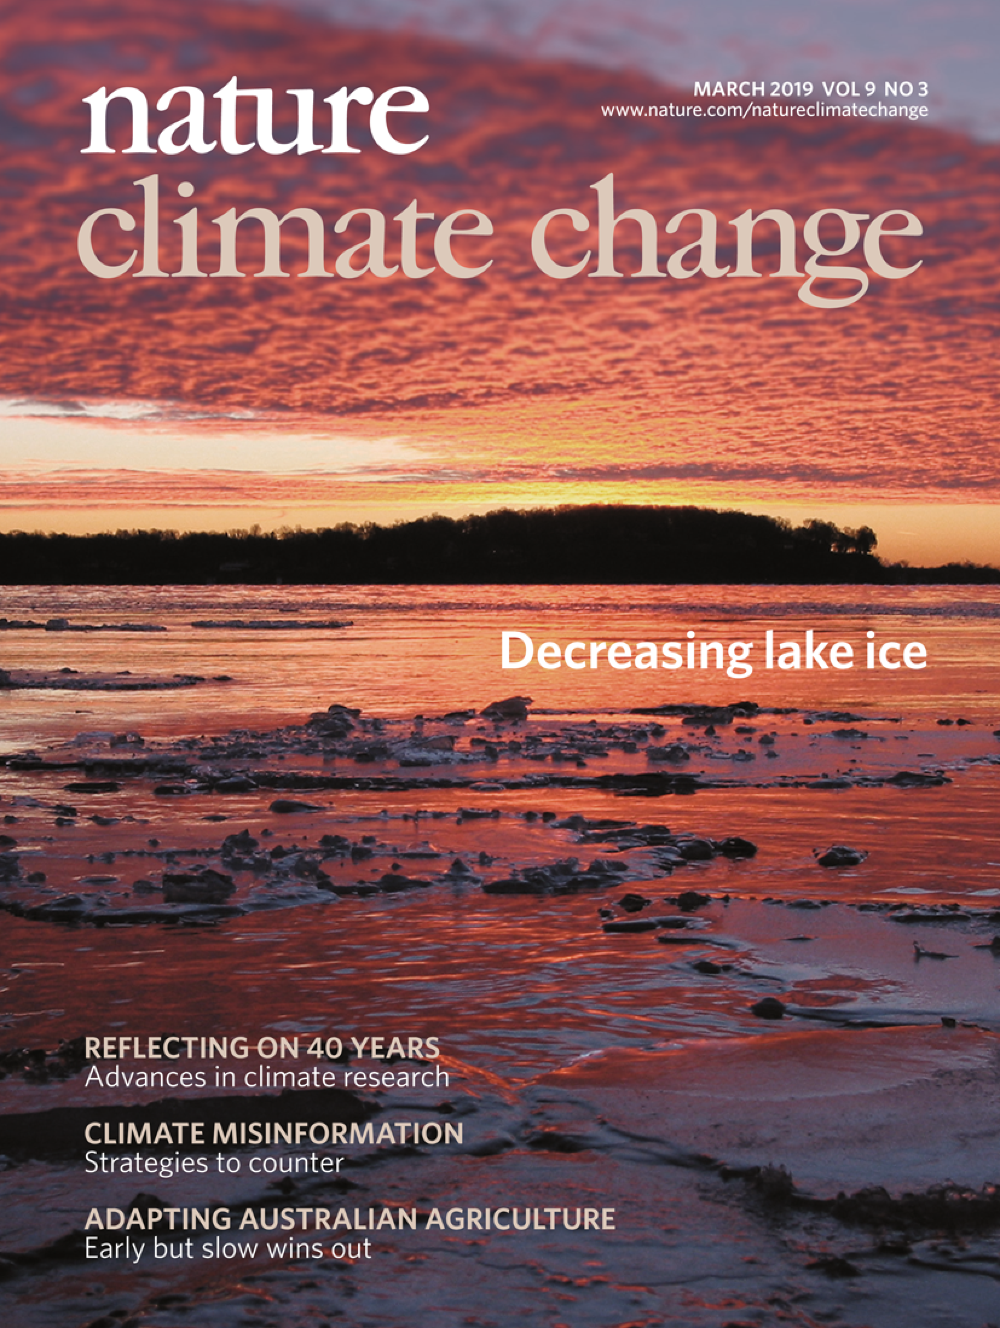 nature
MARCH 2019 VOL 9 NO 3
www.nature.com/natureclimatechange
climate change
Decreasing lake ice
REFLECTING ON 40 YEARS
Advances in climate research
CLIMATE MISINFORMATION
Strategies to counter
ADAPTING AUSTRALIAN AGRICULTURE
Early but slow wins out